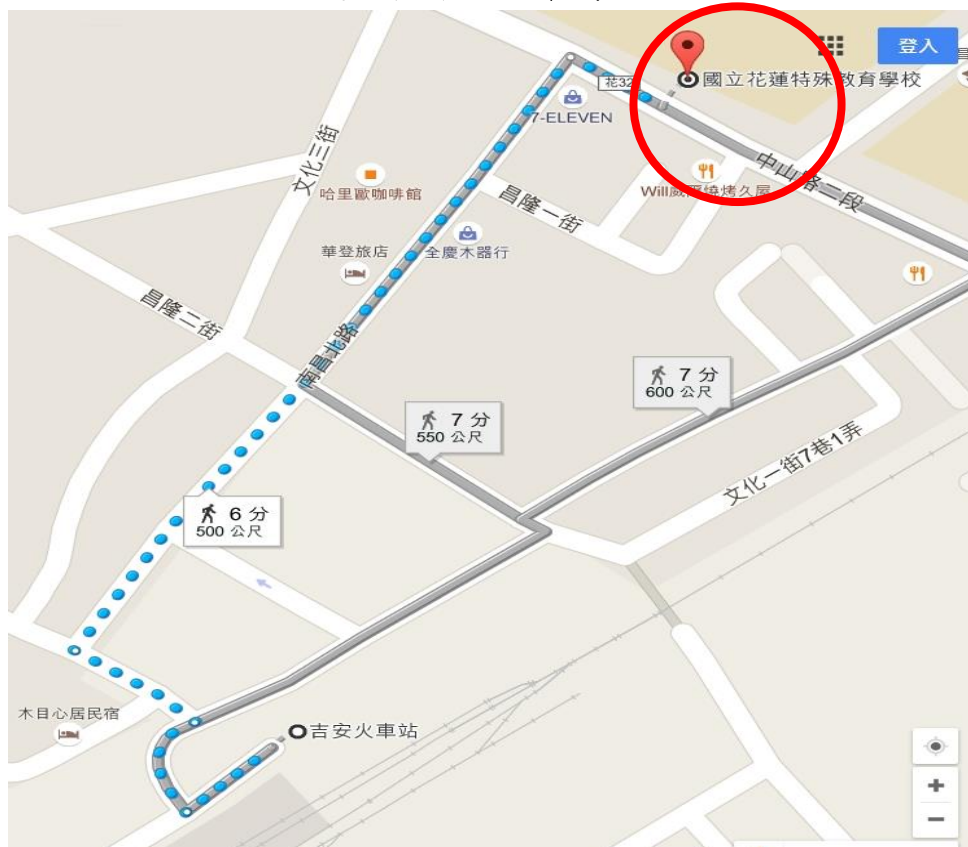 登入
花32
國立花蓮特殊教育學校
7-ELEVEN
文化三街
中山路二段
哈里歐咖啡館
昌隆一街
華登旅店
全慶木器行
昌隆二街
南昌北路
7 分
600 公尺
7 分
550 公尺
文化一街7巷1弄
6 分
500 公尺
木目心居民宿
吉安火車站